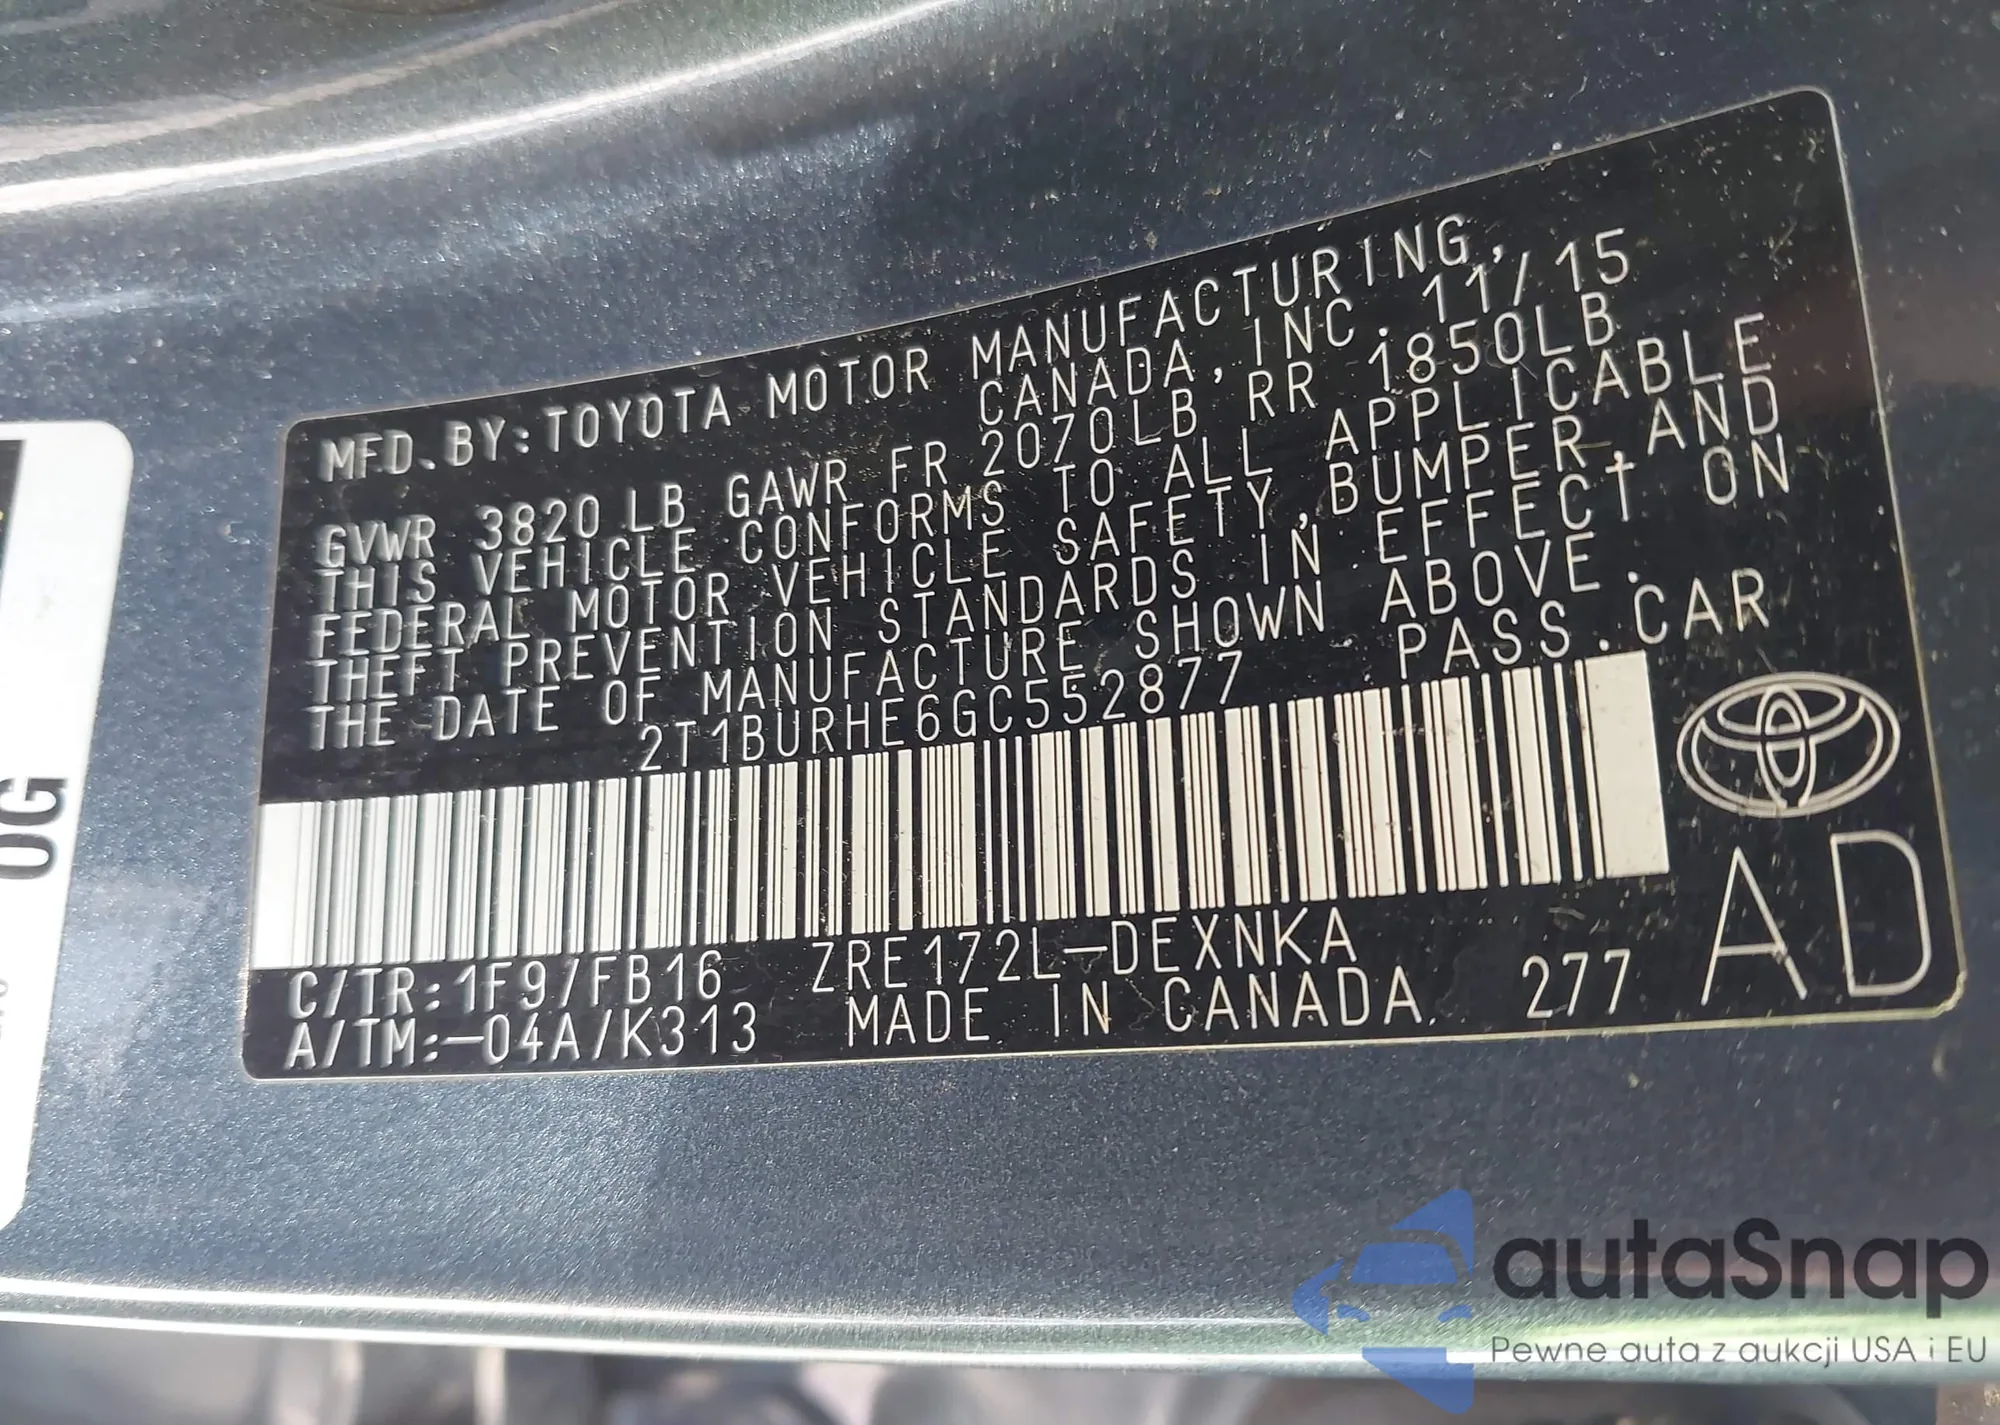 MFD. BY: TOYOTA MOTOR MANUFACTURING,
CANADA, INC. 11/15
GVWR 3820 LB GAWR FR 2070LB RR 1850LB
THIS VEHICLE CONFORMS TO ALL APPLICABLE
FEDERAL MOTOR VEHICLE SAFETY, BUMPER, AND
THEFT PREVENTION STANDARDS IN EFFECT ON
THE DATE OF MANUFACTURE SHOWN ABOVE.
2T1BURHE6GC552877 PASS. CAR
C/TR: 1F9/FB16 ZRE172L-DEXNKA
A/TM: -04A/K313 MADE IN CANADA. 277
AD
0G
autaSnap
Pewne auta z aukcji USA i EU